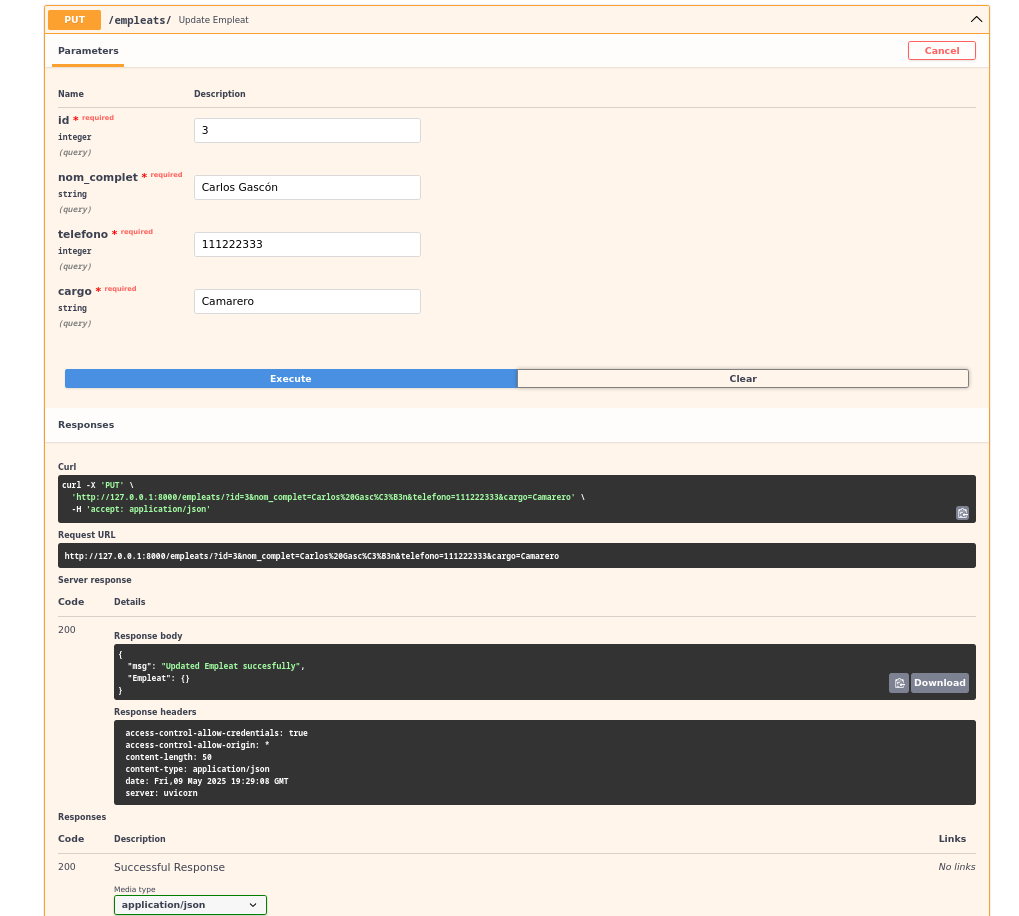 PUT /empleats/ Update Empleat
Parameters Cancel
Name Description
id * required
integer
(query)
3
nom_complet * required
string
(query)
Carlos Gascón
telefono * required
integer
(query)
111222333
cargo * required
string
(query)
Camarero
Execute Clear
Responses
Curl
curl -X 'PUT' \
'http://127.0.0.1:8000/empleats/?id=3&nom_complet=Carlos%20Gasc%C3%B3n&telefono=111222333&cargo=Camarero' \
-H 'accept: application/json'
Request URL
http://127.0.0.1:8000/empleats/?id=3&nom_complet=Carlos%20Gasc%C3%B3n&telefono=111222333&cargo=Camarero
Server response
Code Details
200
Response body
{
"msg": "Updated Empleat succesfully",
"Empleat": {}
}
Download
Response headers
access-control-allow-credentials: true
access-control-allow-origin: *
content-length: 50
content-type: application/json
date: Fri,09 May 2025 19:29:08 GMT
server: uvicorn
Responses
Code Description Links
200 Successful Response No links
Media type
application/json